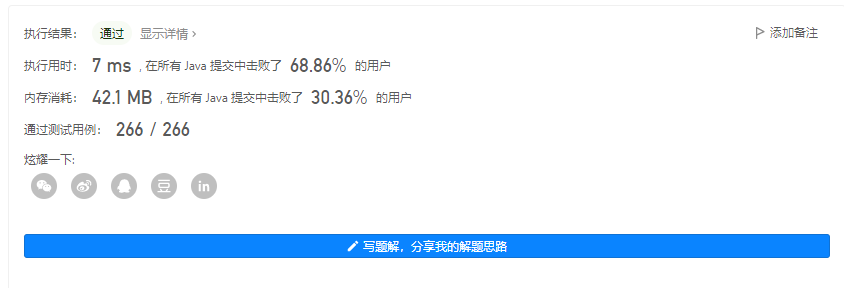 执行结果： 通过 显示详情 › 添加备注
执行用时： 7 ms , 在所有 Java 提交中击败了 68.86% 的用户
内存消耗： 42.1 MB , 在所有 Java 提交中击败了 30.36% 的用户
通过测试用例： 266 / 266
炫耀一下:
豆 in
写题解，分享我的解题思路